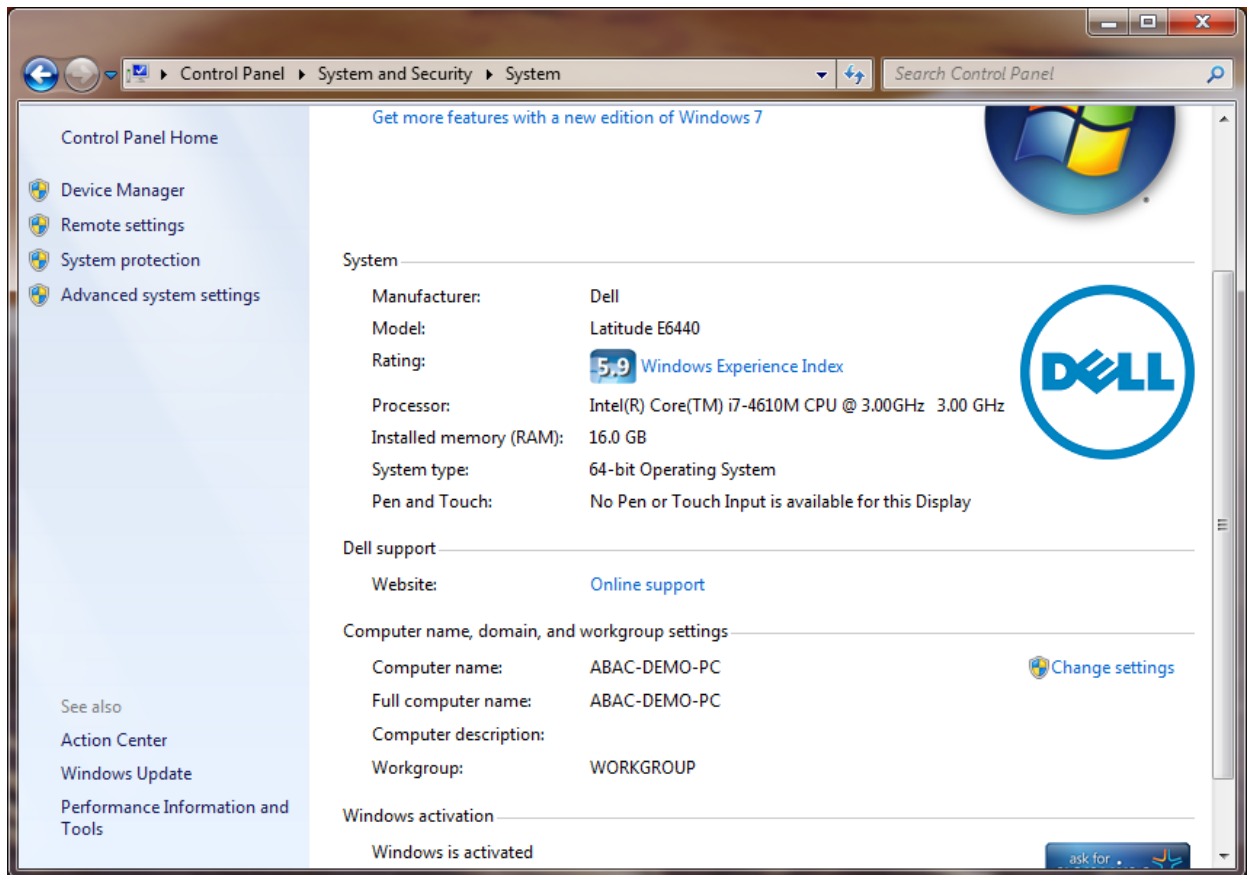 Control Panel ▸ System and Security ▸ System
Search Control Panel
Control Panel Home
Device Manager
Remote settings
System protection
Advanced system settings
See also
Action Center
Windows Update
Performance Information and
Tools
Get more features with a new edition of Windows 7
System
Manufacturer: Dell
Model: Latitude E6440
Rating: 5.9 Windows Experience Index
Processor: Intel(R) Core(TM) i7-4610M CPU @ 3.00GHz 3.00 GHz
Installed memory (RAM): 16.0 GB
System type: 64-bit Operating System
Pen and Touch: No Pen or Touch Input is available for this Display
DELL
Dell support
Website: Online support
Computer name, domain, and workgroup settings
Computer name: ABAC-DEMO-PC
Change settings
Full computer name: ABAC-DEMO-PC
Computer description:
Workgroup: WORKGROUP
Windows activation
Windows is activated
ask for